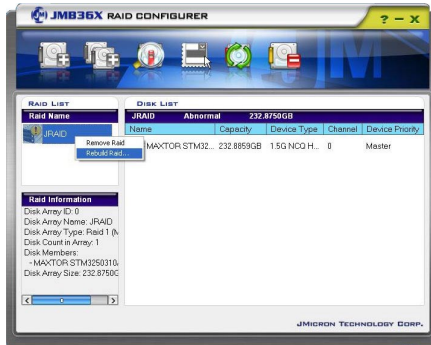 JMB36X RAID CONFIGURER
? – X
RAID LIST
DISK LIST
Raid Name
JRAID Abnormal 232.8750GB
Name Capacity Device Type Channel Device Priority
JRAID
MAXTOR STM32... 232.8859GB 1.5G NCQ H... 0 Master
Remove Raid
Rebuild Raid...
Raid Information
Disk Array ID: 0
Disk Array Name: JRAID
Disk Array Type: Raid 1 (M
Disk Count in Array: 1
Disk Members:
- MAXTOR STM3250310
Disk Array Size: 232.8750G
JMICRON TECHNOLOGY CORP.